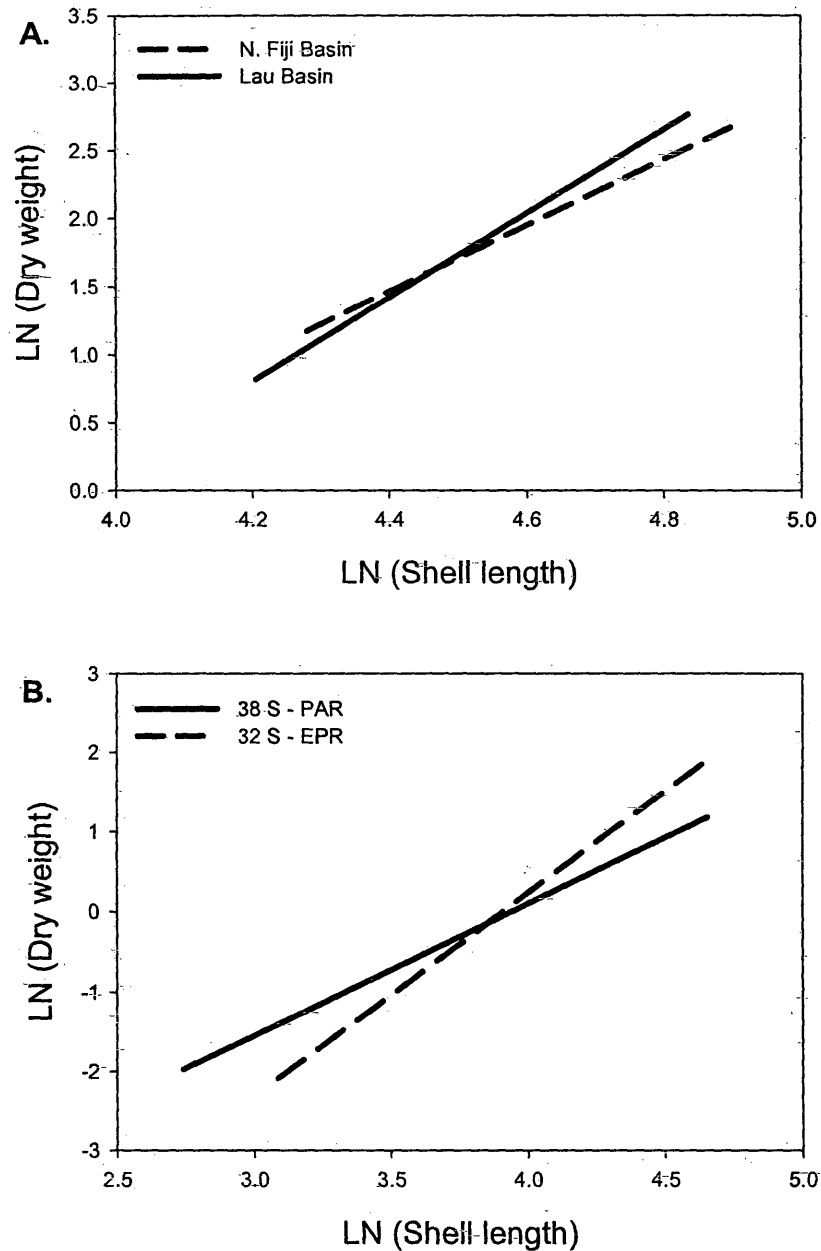 A.
N. Fiji Basin
Lau Basin
LN (Dry weight)
3.5
3.0
2.5
2.0
1.5
1.0
0.5
0.0
4.0 4.2 4.4 4.6 4.8 5.0
LN (Shell length)
B.
38 S - PAR
32 S - EPR
LN (Dry weight)
3
2
1
0
-1
-2
-3
2.5 3.0 3.5 4.0 4.5 5.0
LN (Shell length)